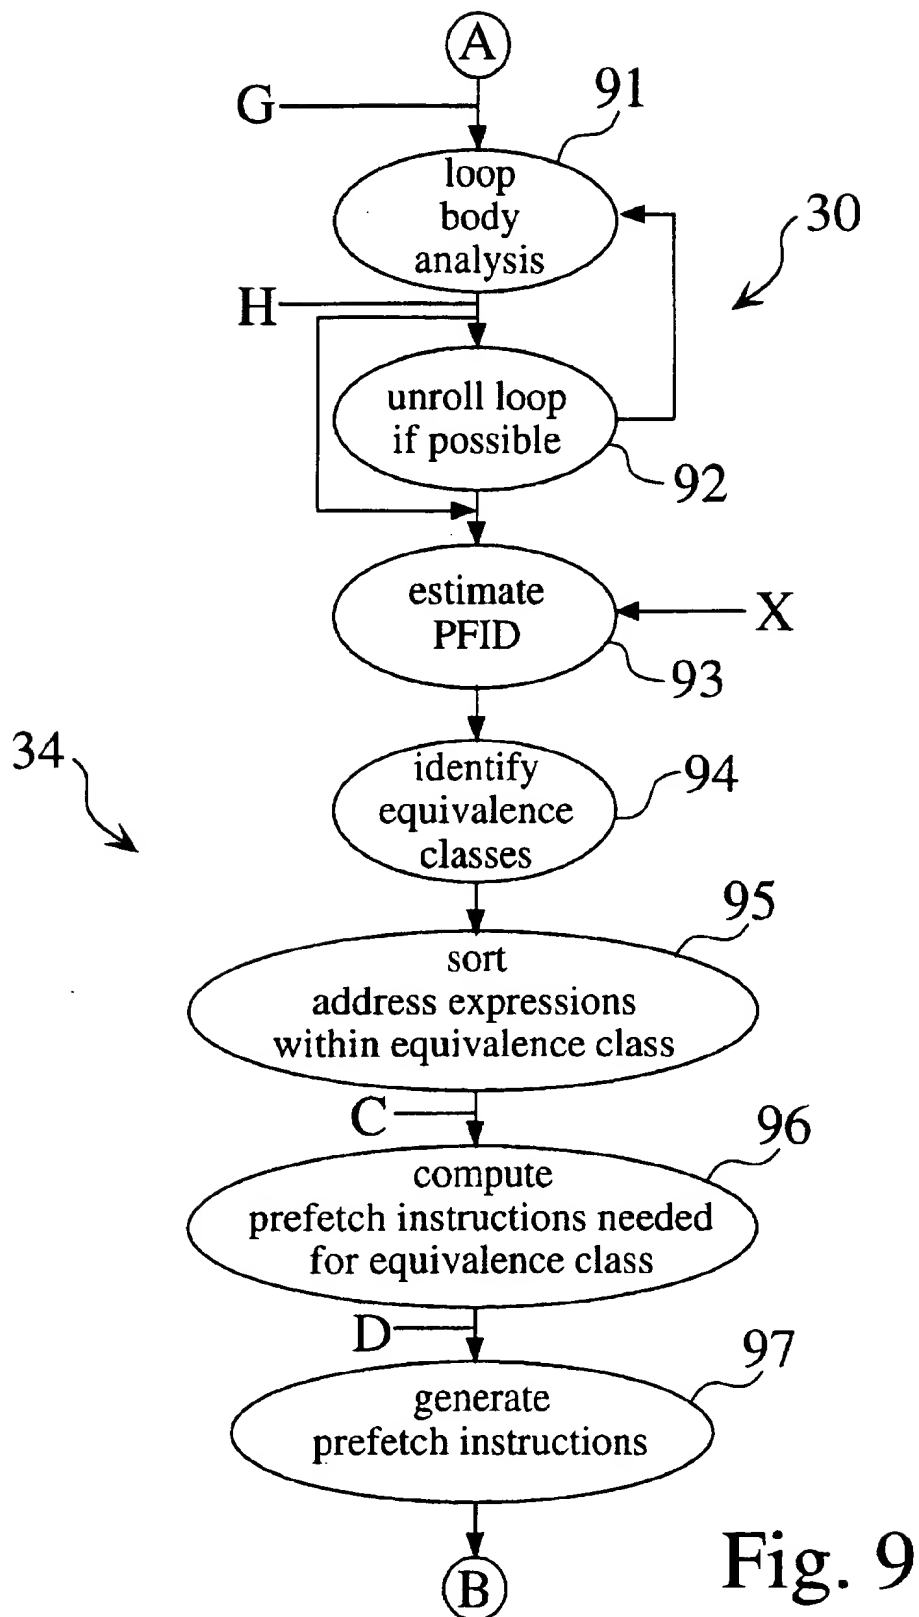 A
G
91
loop
body
analysis
30
H
unroll loop
if possible
92
estimate
PFID
X
93
34
identify
equivalence
classes
94
95
sort
address expressions
within equivalence class
C
96
compute
prefetch instructions needed
for equivalence class
D
97
generate
prefetch instructions
B
Fig. 9